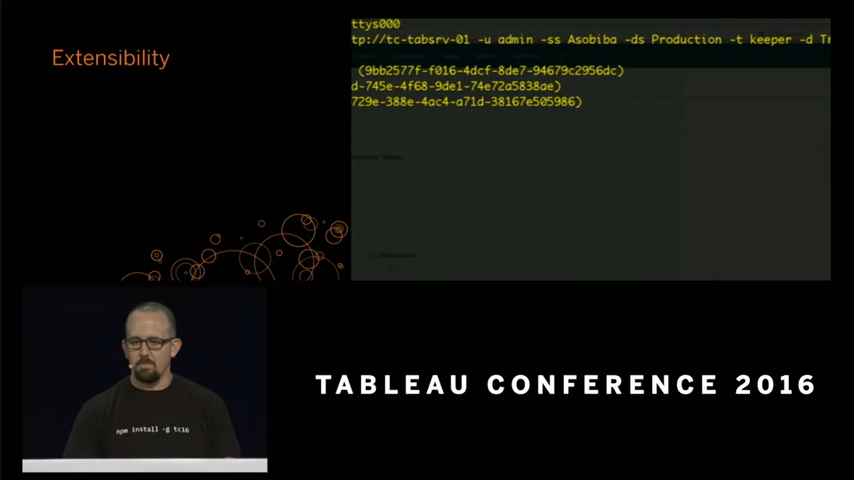 Extensibility
ttys000
tp://tc-tabsrv-01 -u admin -ss Asobiba -ds Production -t keeper -d Tr
(9bb2577f-f016-4dcf-8de7-94679c2956dc)
d-745e-4f68-9de1-74e72a5838ae)
729e-388e-4ac4-a71d-38167e505986)
npm install -g tc16
TABLEAU CONFERENCE 2016